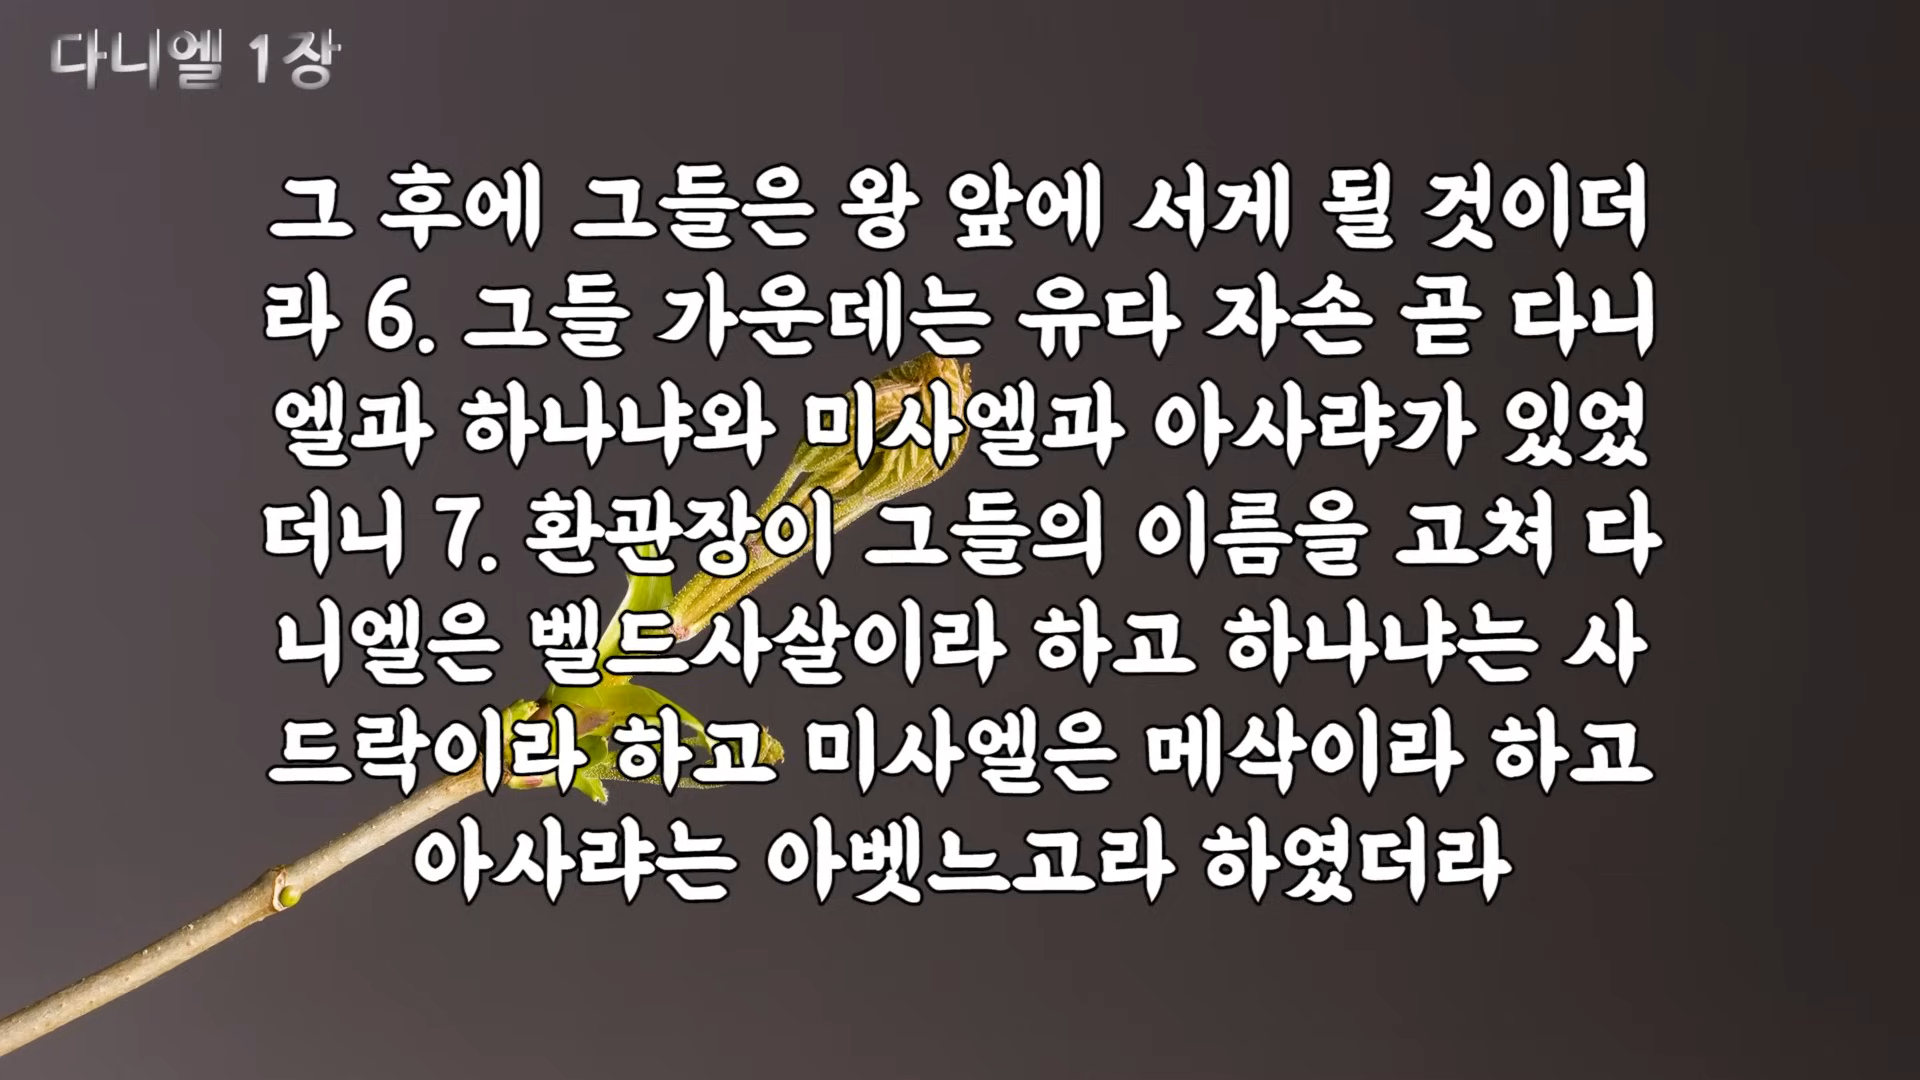 다니엘 1장
그 후에 그들은 왕 앞에 서게 될 것이더
라 6. 그들 가운데는 유다 자손 곧 다니
엘과 하나냐와 미사엘과 아사랴가 있었
더니 7. 환관장이 그들의 이름을 고쳐 다
니엘은 벨드사살이라 하고 하나냐는 사
드락이라 하고 미사엘은 메삭이라 하고
아사랴는 아벳느고라 하였더라